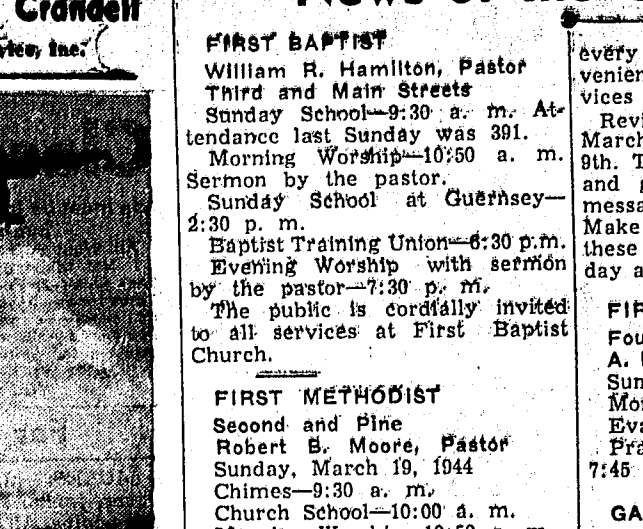 Crandell
Inc.
FIRST BAPTIST
William R. Hamilton, Pastor
Third and Main Streets
Sunday School—9:30 a. m. At-
tendance last Sunday was 391.
Morning Worship—10:50 a. m.
Sermon by the pastor.
Sunday School at Guernsey—
2:30 p. m.
Baptist Training Union—6:30 p.m.
Evening Worship with sermon
by the pastor—7:30 p. m.
The public is cordially invited
to all services at First Baptist
Church.
FIRST METHODIST
Second and Pine
Robert B. Moore, Pastor
Sunday, March 19, 1944
Chimes—9:30 a. m.
Church School—10:00 a. m.
every
venien
vices
Revi
March
9th. T
and
messa
Make
these
day a
FIR
Fou
A.
Sun
Mo
Eva
Pra
7:45
GA